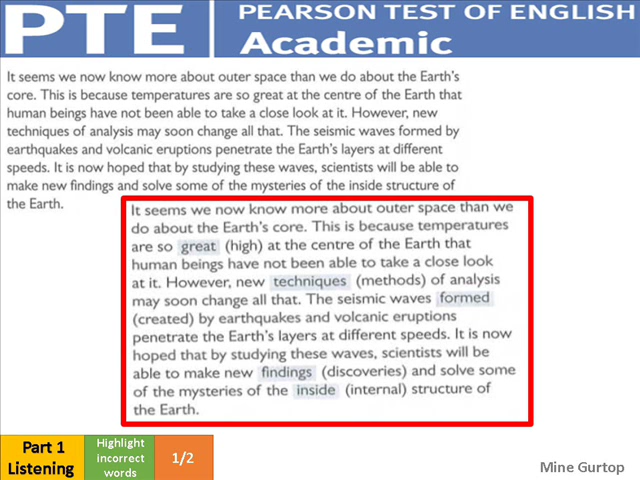 PTE
PEARSON TEST OF ENGLISH
Academic
It seems we now know more about outer space than we do about the Earth's
core. This is because temperatures are so great at the centre of the Earth that
human beings have not been able to take a close look at it. However, new
techniques of analysis may soon change all that. The seismic waves formed by
earthquakes and volcanic eruptions penetrate the Earth's layers at different
speeds. It is now hoped that by studying these waves, scientists will be able to
make new findings and solve some of the mysteries of the inside structure of
the Earth.
It seems we now know more about outer space than we
do about the Earth's core. This is because temperatures
are so great (high) at the centre of the Earth that
human beings have not been able to take a close look
at it. However, new techniques (methods) of analysis
may soon change all that. The seismic waves formed
(created) by earthquakes and volcanic eruptions
penetrate the Earth's layers at different speeds. It is now
hoped that by studying these waves, scientists will be
able to make new findings (discoveries) and solve some
of the mysteries of the inside (internal) structure of
the Earth.
Part 1
Listening
Highlight
incorrect
words
1/2
Mine Gurtop